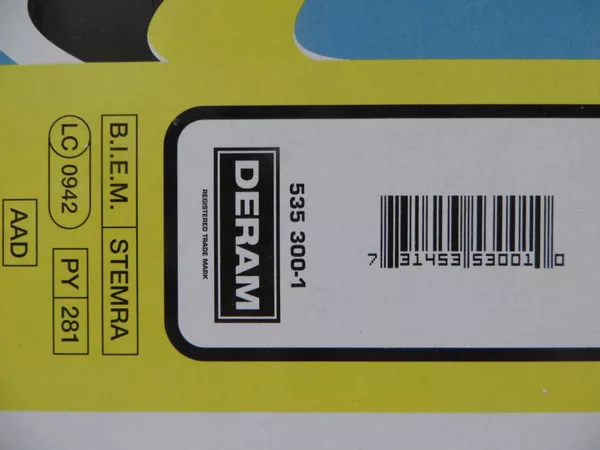 B.I.E.M. STEMRA
LC 0942 PY 281
AAD
535 300-1
DERAM
REGISTERED TRADE MARK
7 31453 53001 0